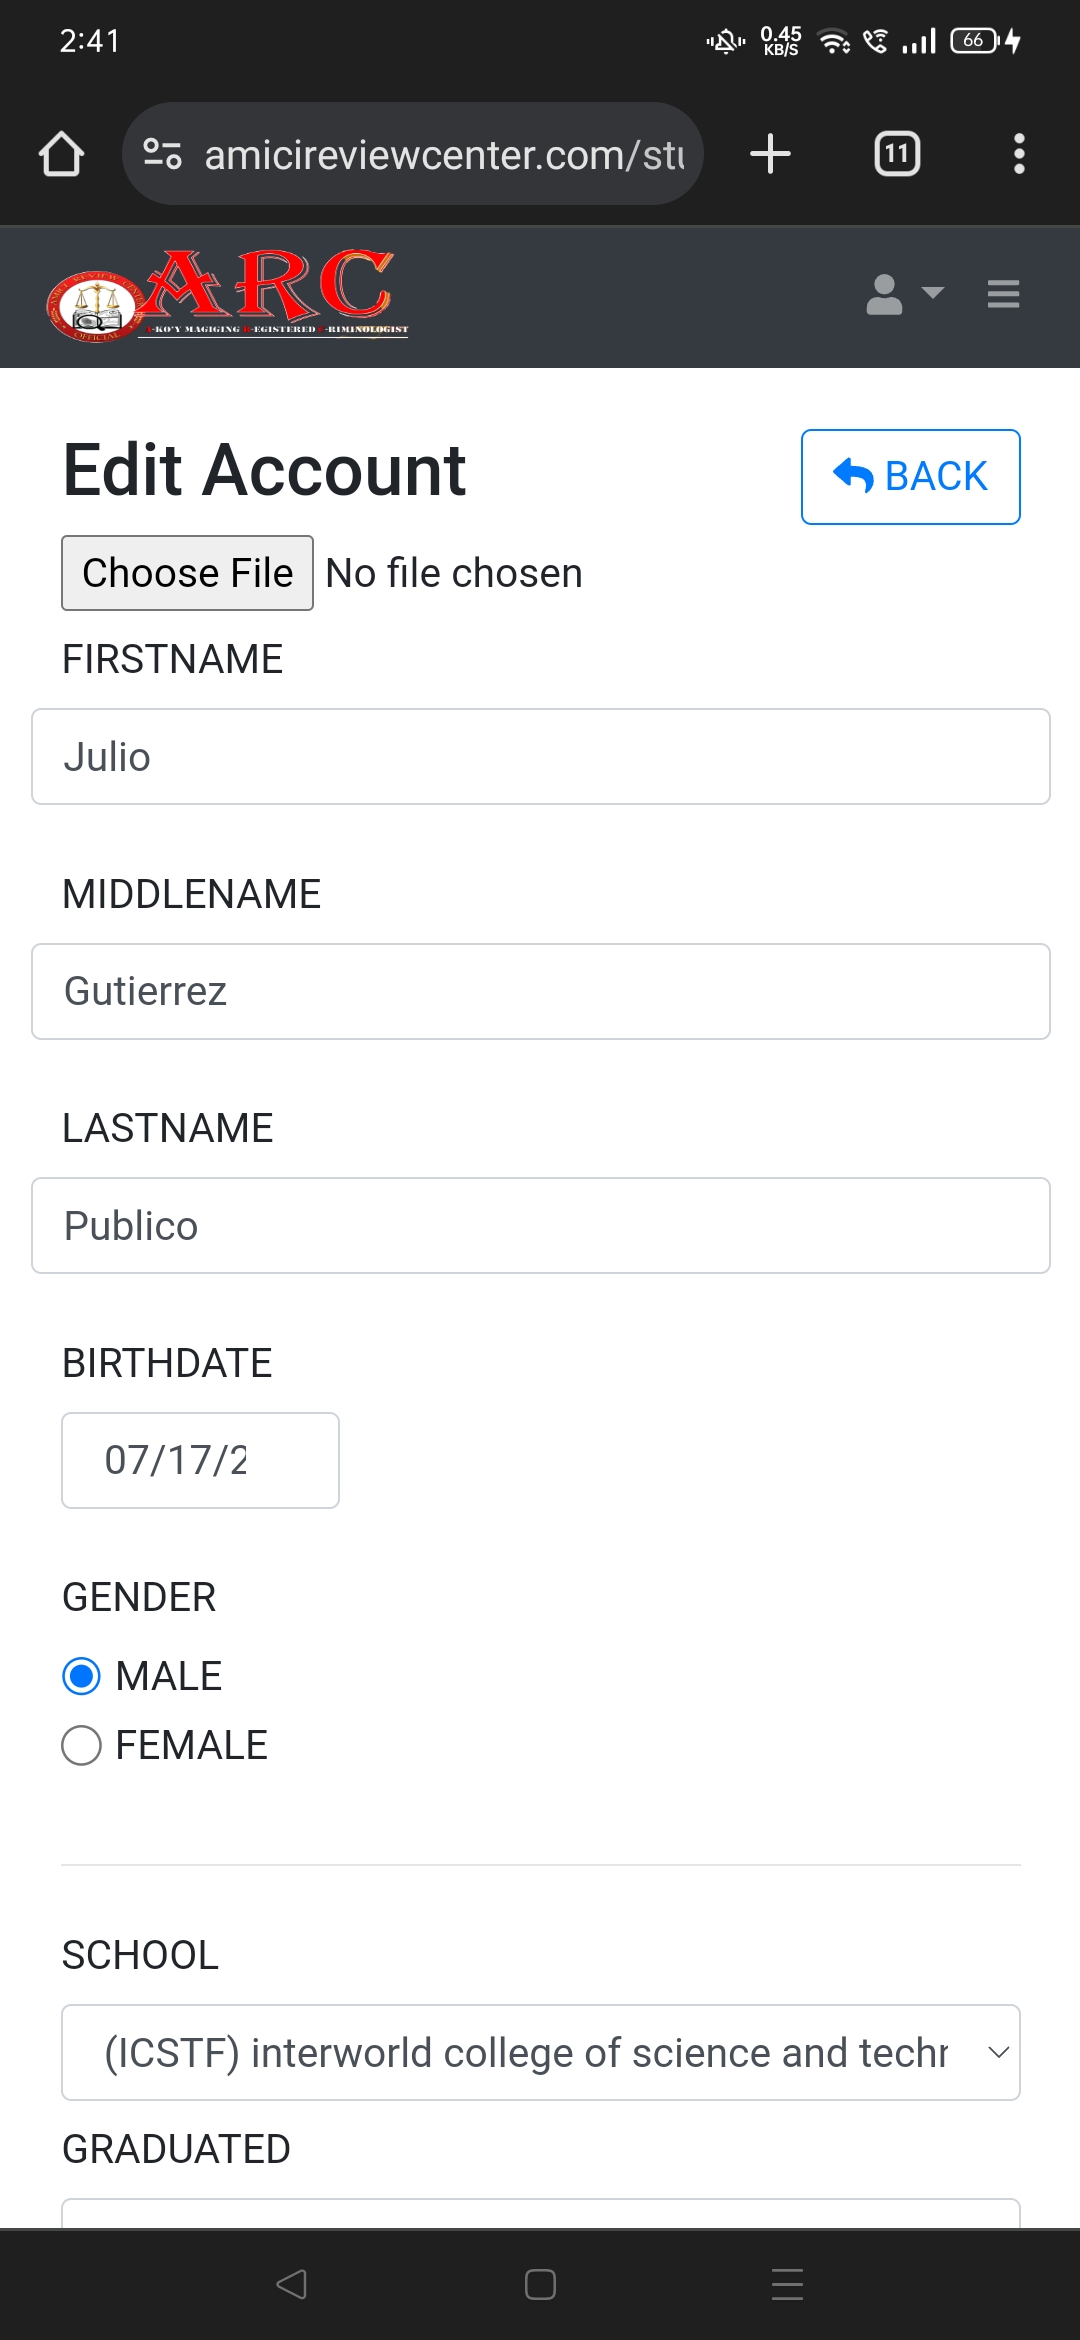 2:41
0.45
KB/S
66
amicireviewcenter.com/stu
11
ARC
A-KO'Y MAGIGING R-EGISTERED C-RIMINOLOGIST
OFFICIAL
Edit Account
BACK
Choose File No file chosen
FIRSTNAME
Julio
MIDDLENAME
Gutierrez
LASTNAME
Publico
BIRTHDATE
07/17/2
GENDER
MALE
FEMALE
SCHOOL
(ICSTF) interworld college of science and techn
GRADUATED